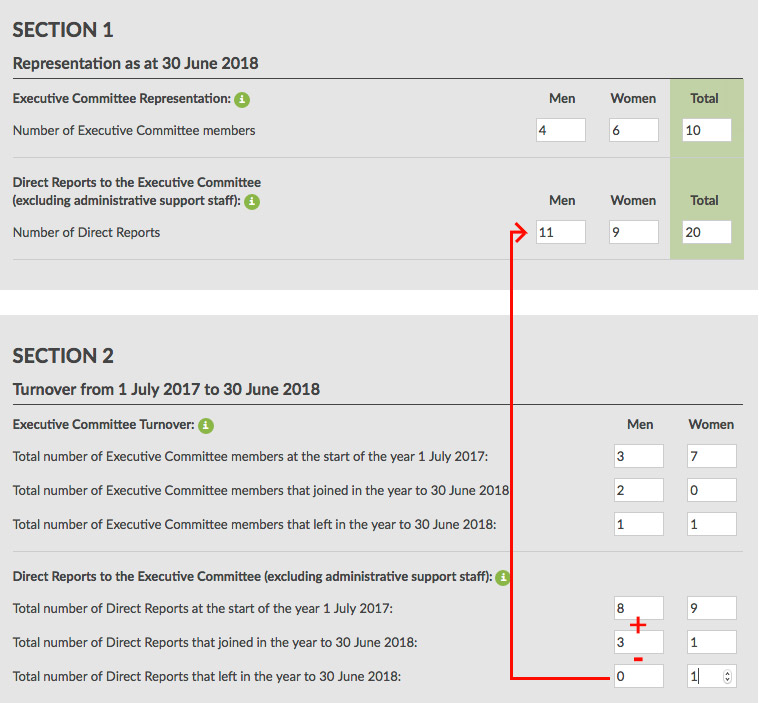 SECTION 1
Representation as at 30 June 2018
Executive Committee Representation: i Men Women Total
Number of Executive Committee members 4 6 10
Direct Reports to the Executive Committee
(excluding administrative support staff): i Men Women Total
Number of Direct Reports 11 9 20
SECTION 2
Turnover from 1 July 2017 to 30 June 2018
Executive Committee Turnover: i Men Women
Total number of Executive Committee members at the start of the year 1 July 2017: 3 7
Total number of Executive Committee members that joined in the year to 30 June 2018 2 0
Total number of Executive Committee members that left in the year to 30 June 2018: 1 1
Direct Reports to the Executive Committee (excluding administrative support staff): i
Total number of Direct Reports at the start of the year 1 July 2017: 8 9
+
Total number of Direct Reports that joined in the year to 30 June 2018: 3 1
-
Total number of Direct Reports that left in the year to 30 June 2018: 0 1